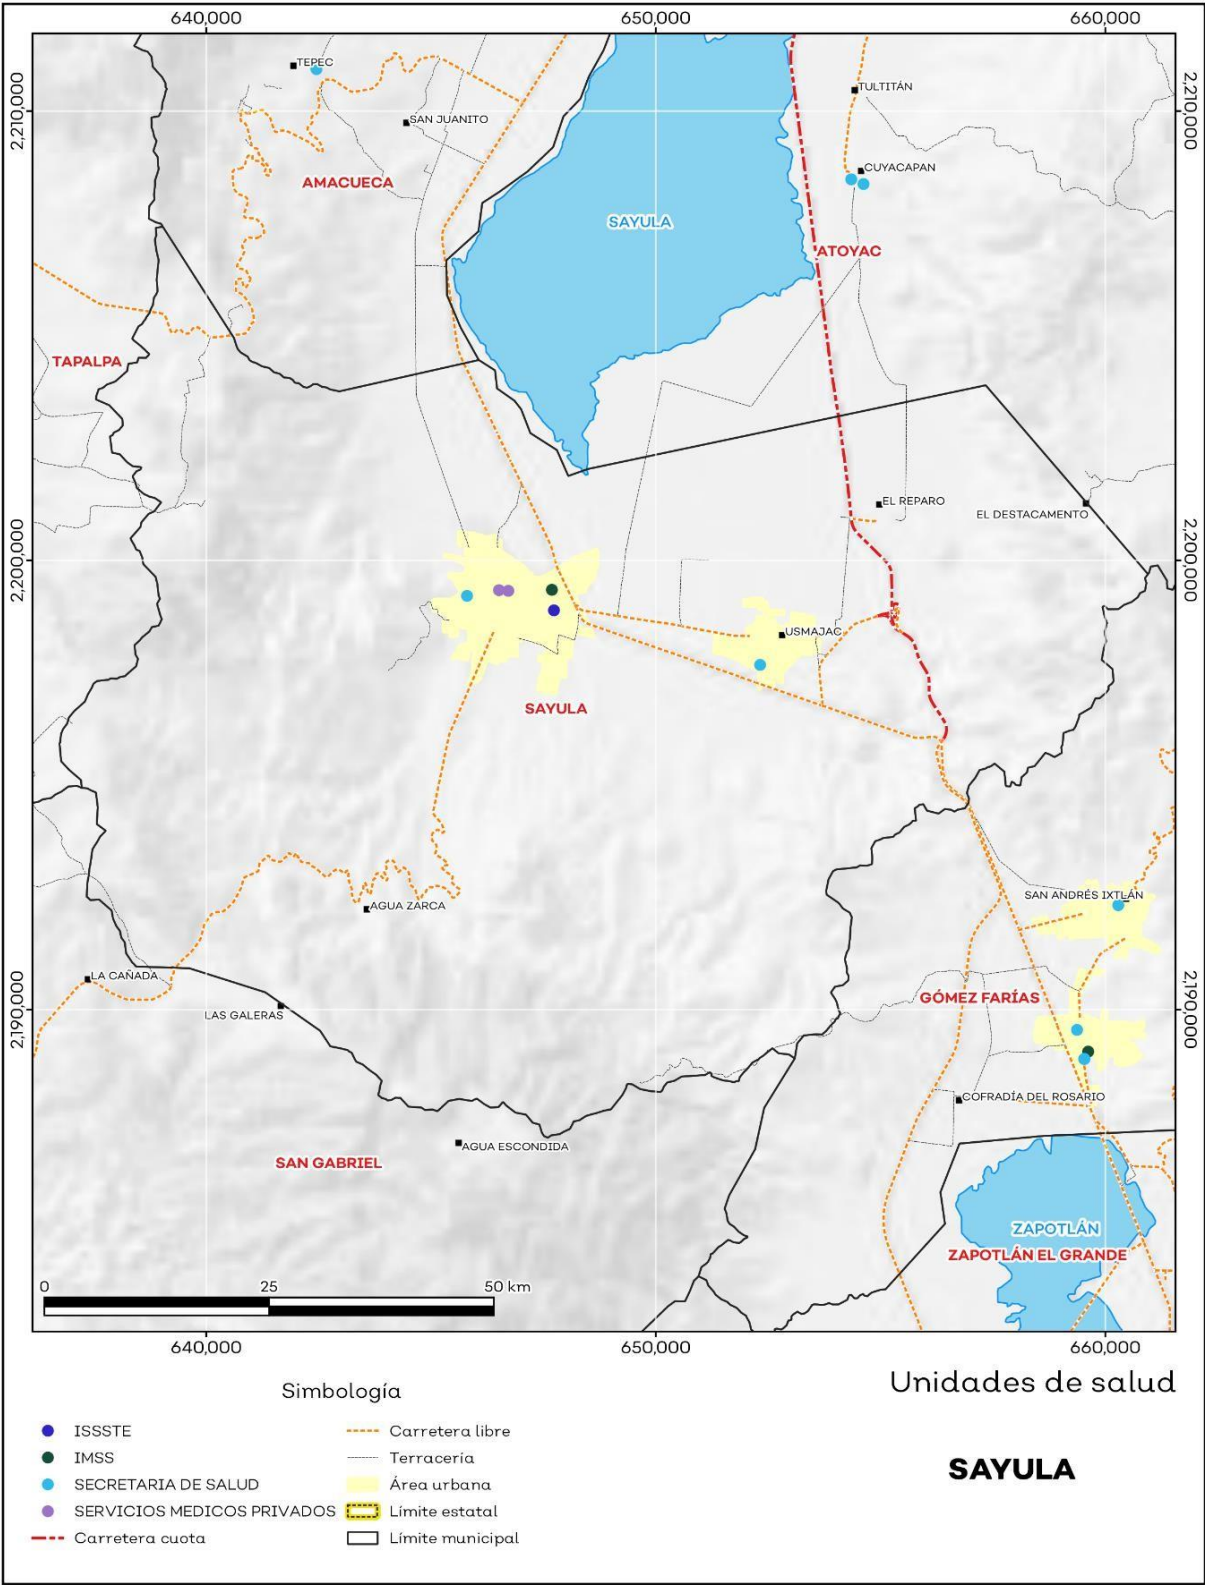 640,000
650,000
660,000
2,210,000
2,210,000
TEPEC
TULTITÁN
SAN JUANITO
CUYACAPAN
AMACUECA
SAYULA
ATOYAC
TAPALPA
EL REPARO
EL DESTACAMENTO
2,200,000
2,200,000
USMAJAC
SAYULA
SAN ANDRÉS IXTLÁN
AGUA ZARCA
LA CAÑADA
GÓMEZ FARÍAS
2,190,000
2,190,000
LAS GALERAS
COFRADÍA DEL ROSARIO
AGUA ESCONDIDA
SAN GABRIEL
ZAPOTLÁN
ZAPOTLÁN EL GRANDE
0
25
50 km
640,000
650,000
660,000
Unidades de salud
SAYULA
Simbología
ISSSTE
IMSS
SECRETARIA DE SALUD
SERVICIOS MEDICOS PRIVADOS
Carretera cuota
Carretera libre
Terracería
Área urbana
Límite estatal
Límite municipal